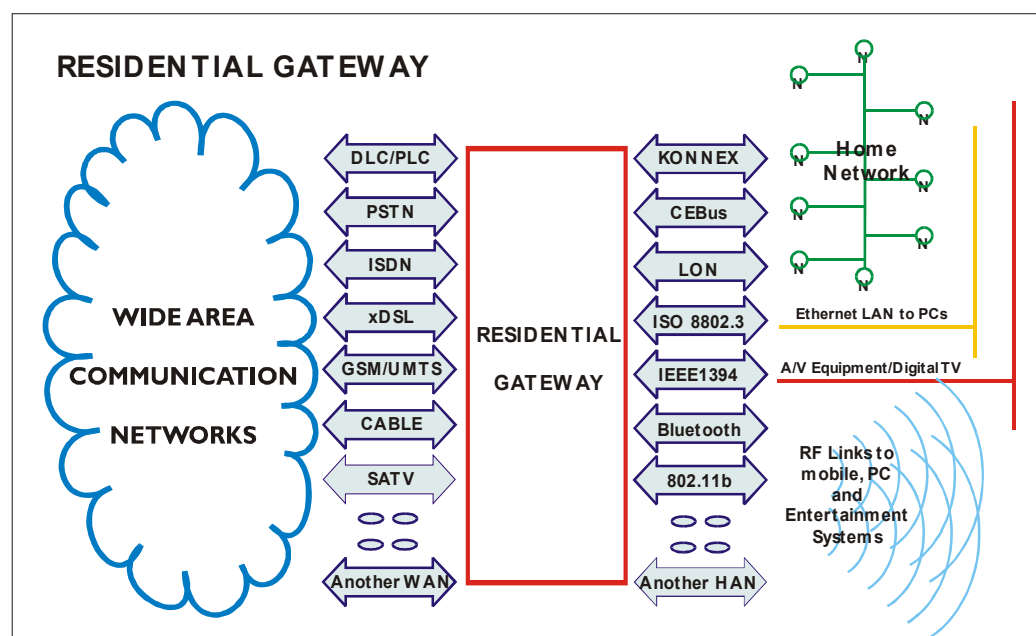 RESIDENTIAL GATEWAY
WIDE AREA
COMMUNICATION
NETWORKS
DLC/PLC
PSTN
ISDN
xDSL
GSM/UMTS
CABLE
SATV
Another WAN
RESIDENTIAL
GATEWAY
KONNEX
CEBus
LON
ISO 8802.3
IEEE1394
Bluetooth
802.11b
Another HAN
N
N
N
N
Home
Network
N
N
N
N
N
N
Ethernet LAN to PCs
A/V Equipment/Digital TV
RF Links to
mobile, PC
and
Entertainment
Systems